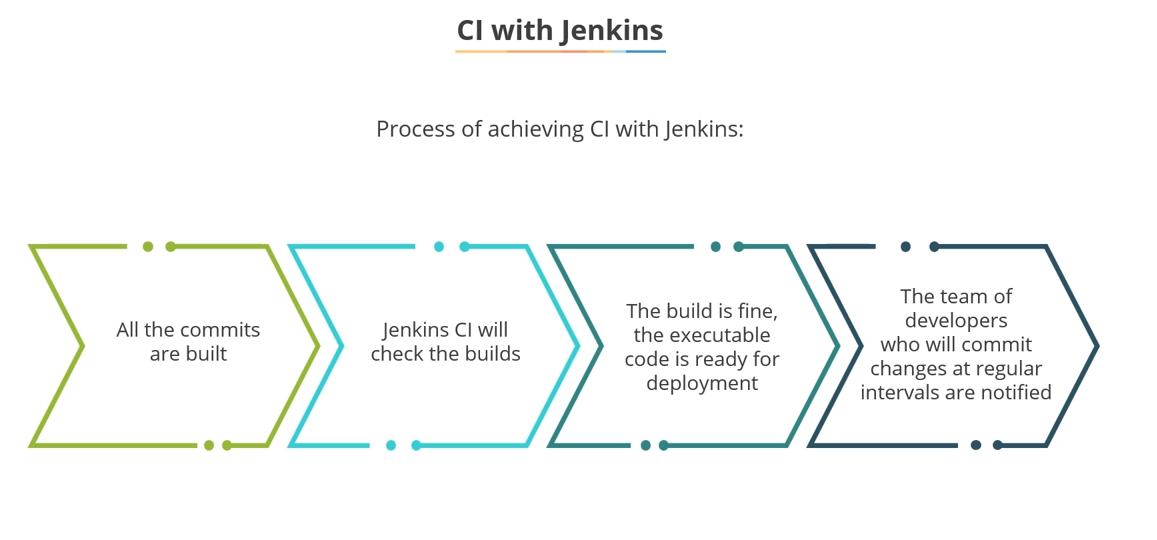 CI with Jenkins
Process of achieving CI with Jenkins:
All the commits
are built
Jenkins CI will
check the builds
The build is fine,
the executable
code is ready for
deployment
The team of
developers
who will commit
changes at regular
intervals are notified